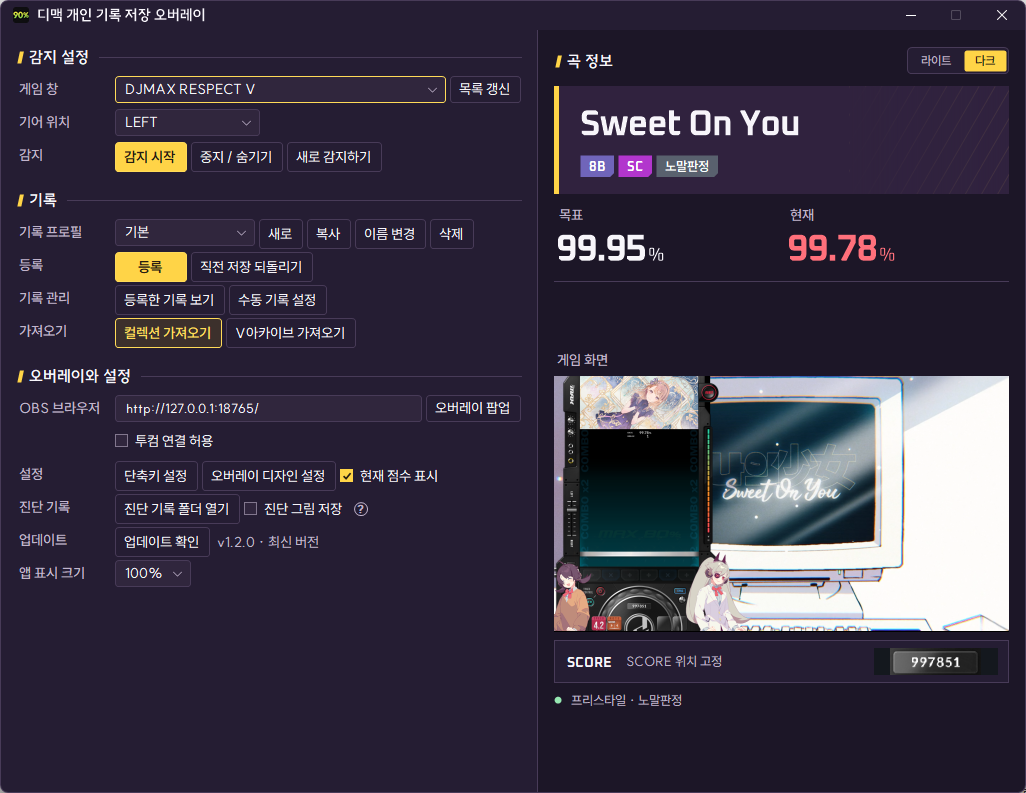 90% 디맥 개인 기록 저장 오버레이
감지 설정
게임 창 DJMAX RESPECT V 목록 갱신
기어 위치 LEFT
감지 감지 시작 중지 / 숨기기 새로 감지하기
기록
기록 프로필 기본 새로 복사 이름 변경 삭제
등록 등록 직전 저장 되돌리기
기록 관리 등록한 기록 보기 수동 기록 설정
가져오기 컬렉션 가져오기 V아카이브 가져오기
오버레이와 설정
OBS 브라우저 http://127.0.0.1:18765/ 오버레이 팝업
투컴 연결 허용
설정 단축키 설정 오버레이 디자인 설정 현재 점수 표시
진단 기록 진단 기록 폴더 열기 진단 그림 저장 ?
업데이트 업데이트 확인 v1.2.0 · 최신 버전
앱 표시 크기 100%
곡 정보 라이트 다크
Sweet On You
8B SC 노말판정
목표 현재
99.95% 99.78%
게임 화면
Sweet On You
997851
4.2
SCORE SCORE 위치 고정 997851
프리스타일 · 노말판정